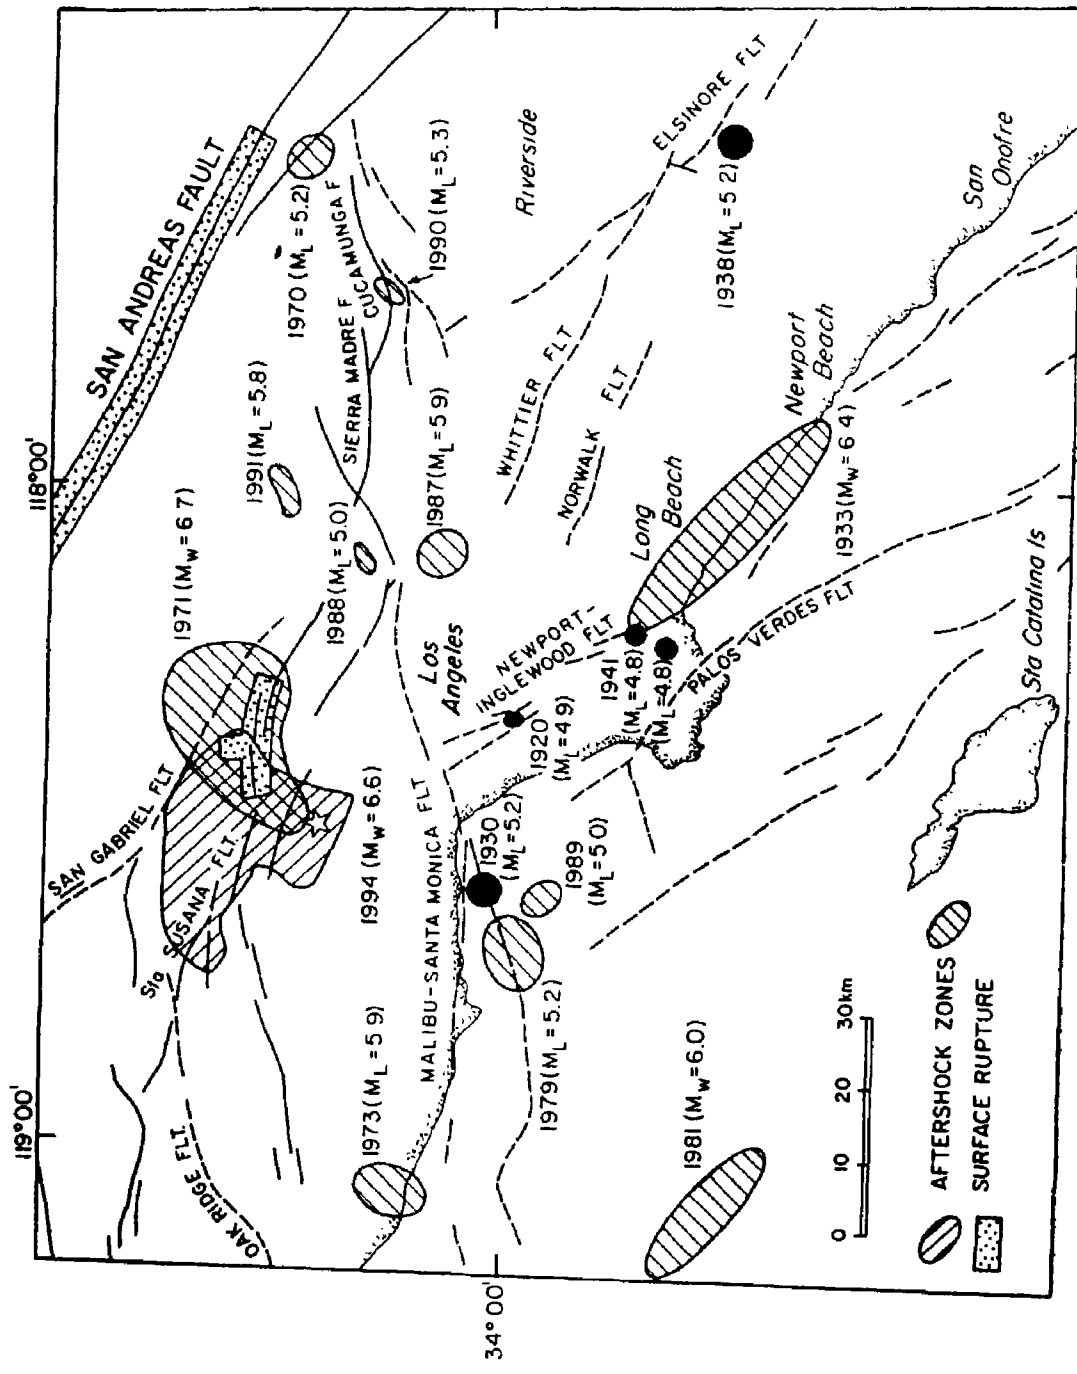 119°00'
118°00'
34°00'
SAN ANDREAS FAULT
SAN GABRIEL FLT
Sta SUSANA FLT.
OAK RIDGE FLT.
1971 (Mw = 6 7)
1991 (ML = 5.8)
1970 (ML = 5.2)
1988 (ML = 5.0)
SIERRA MADRE F
CUCAMUNGA F
1990 (ML = 5.3)
1994 (Mw = 6.6)
1973 (ML = 5 9)
1987 (ML = 5 9)
Los
Angeles
MALIBU-SANTA MONICA FLT
Riverside
ELSINORE FLT
WHITTIER FLT
NORWALK FLT
NEWPORT-
INGLEWOOD FLT
1930
(ML = 5.2)
1920
(ML = 4 9)
1989
(ML = 5 0)
1979 (ML = 5.2)
1941
(ML = 4.8)
(ML = 4.8)
Long
Beach
Newport
Beach
1938 (ML = 5 2)
San
Onofre
1933 (Mw = 6 4)
PALOS VERDES FLT
1981 (Mw = 6.0)
Sta Catalina Is
0 10 20 30 km
AFTERSHOCK ZONES
SURFACE RUPTURE